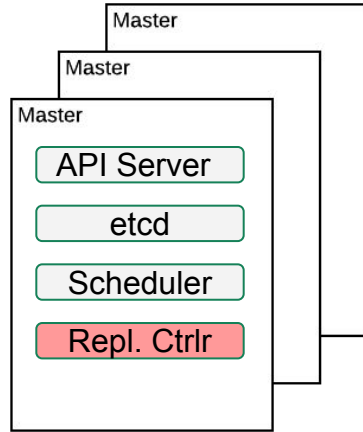 Master
Master
Master
API Server
etcd
Scheduler
Repl. Ctrlr